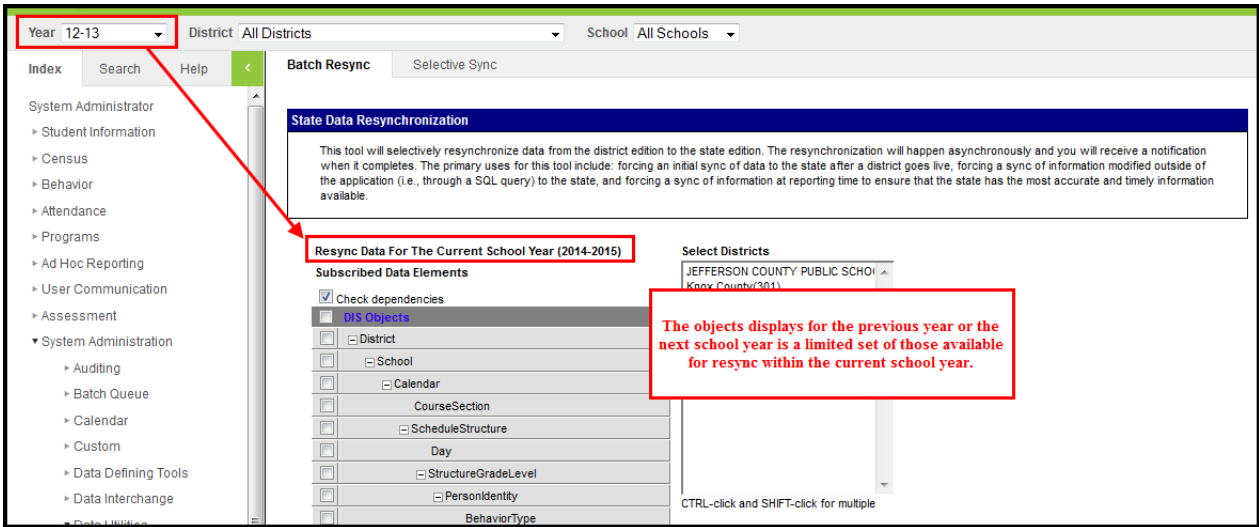 Year 12-13 District All Districts School All Schools
Index Search Help
Batch Resync Selective Sync
System Administrator
Student Information
Census
Behavior
Attendance
Programs
Ad Hoc Reporting
User Communication
Assessment
System Administration
Auditing
Batch Queue
Calendar
Custom
Data Defining Tools
Data Interchange
Data Utilities
State Data Resynchronization
This tool will selectively resynchronize data from the district edition to the state edition. The resynchronization will happen asynchronously and you will receive a notification
when it completes. The primary uses for this tool include: forcing an initial sync of data to the state after a district goes live, forcing a sync of information modified outside of
the application (i.e., through a SQL query) to the state, and forcing a sync of information at reporting time to ensure that the state has the most accurate and timely information
available.
Resync Data For The Current School Year (2014-2015)
Subscribed Data Elements
Check dependencies
DIS Objects
District
School
Calendar
CourseSection
ScheduleStructure
Day
StructureGradeLevel
PersonIdentity
BehaviorType
Select Districts
JEFFERSON COUNTY PUBLIC SCHO
Knox County(301)
The objects displays for the previous year or the
next school year is a limited set of those available
for resync within the current school year.
CTRL-click and SHIFT-click for multiple